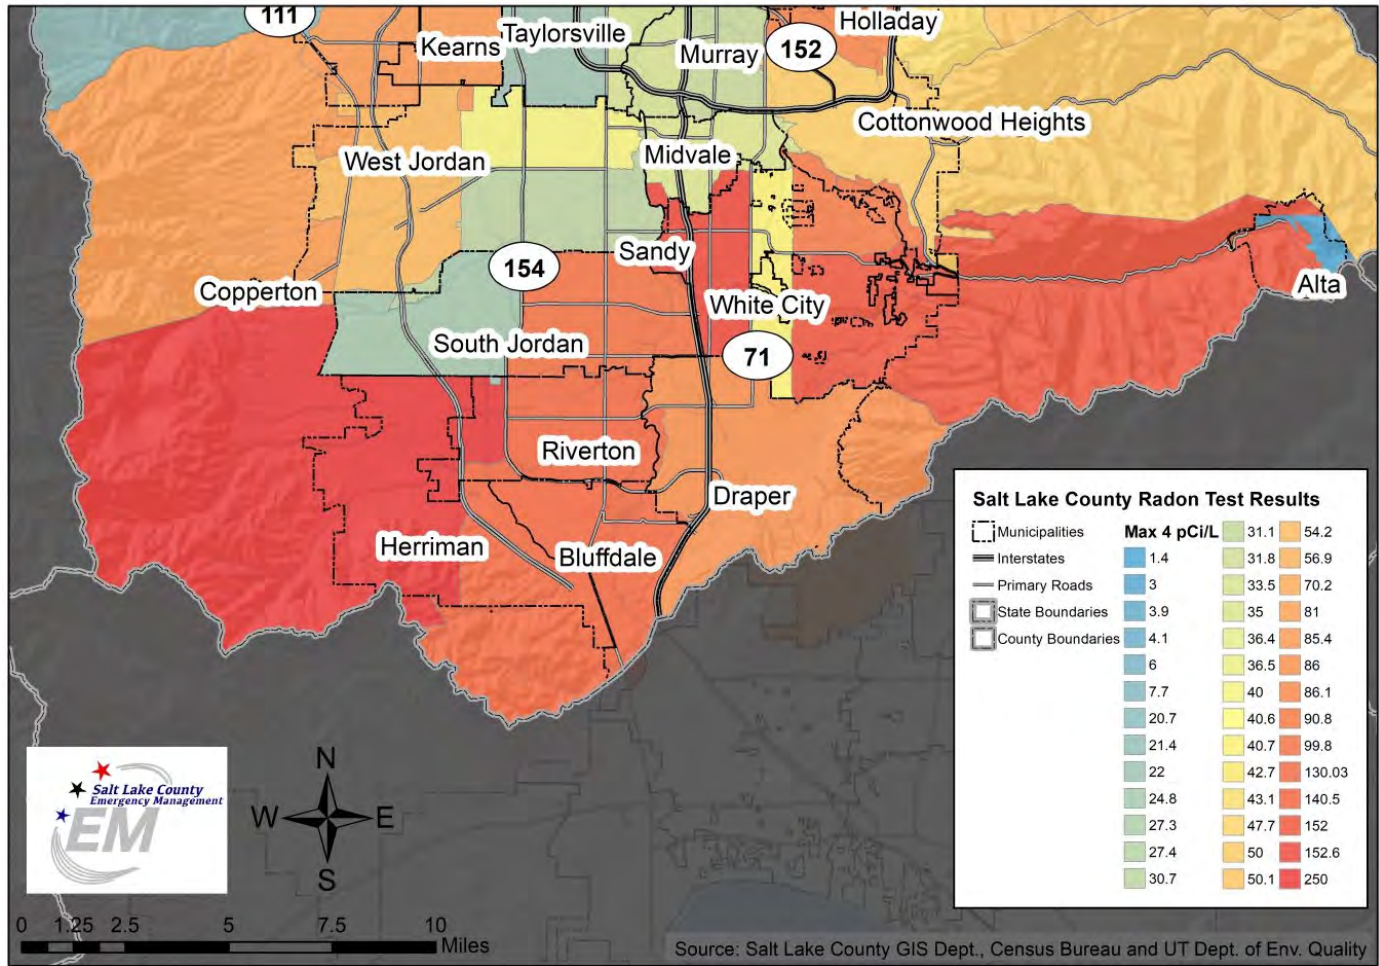 111
Kearns
Taylorsville
Murray
152
Holladay
Cottonwood Heights
West Jordan
Midvale
154
Sandy
Copperton
White City
Alta
South Jordan
71
Riverton
Draper
Herriman
Bluffdale
Salt Lake County Radon Test Results
Municipalities
Interstates
Primary Roads
State Boundaries
County Boundaries
Max 4 pCi/L
1.4
3
3.9
4.1
6
7.7
20.7
21.4
22
24.8
27.3
27.4
30.7
31.1
31.8
33.5
35
36.4
36.5
40
40.6
40.7
42.7
43.1
47.7
50
50.1
54.2
56.9
70.2
81
85.4
86
86.1
90.8
99.8
130.03
140.5
152
152.6
250
Salt Lake County
Emergency Management
EM
N
W E
S
0 1.25 2.5 5 7.5 10
Miles
Source: Salt Lake County GIS Dept., Census Bureau and UT Dept. of Env. Quality